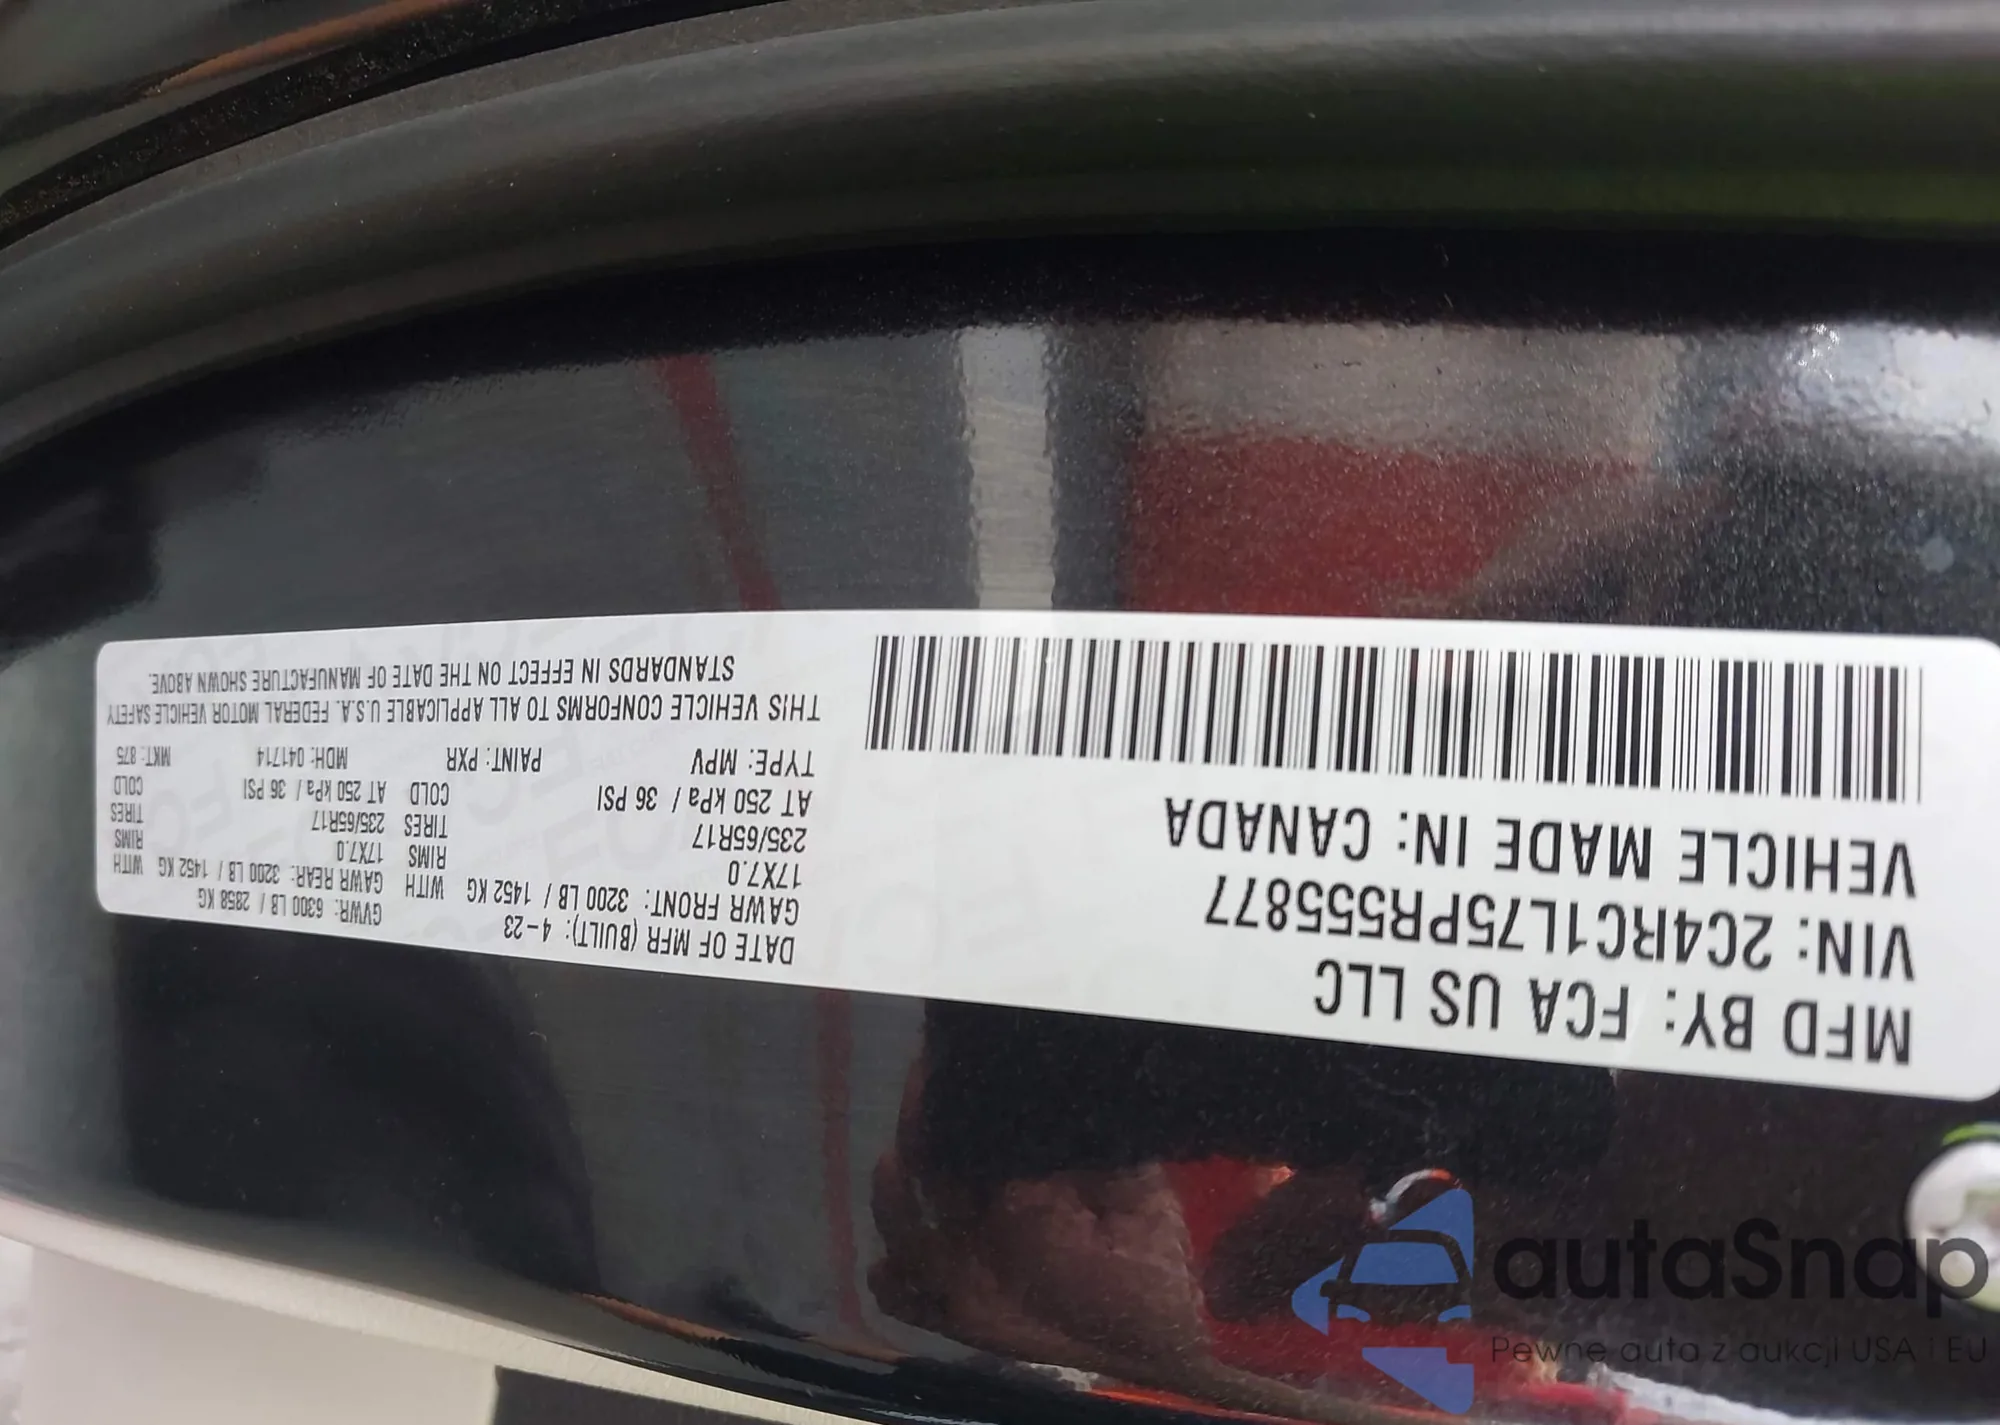 MFD BY: FCA US LLC
VIN: 2C4RC1L75PR555877
VEHICLE MADE IN: CANADA
DATE OF MFR (BUILT): 4-23
GVWR: 6300 LB / 2858 KG
GAWR FRONT: 3200 LB / 1452 KG WITH
17X7.0 RIMS
235/65R17 TIRES
AT 250 kPa / 36 PSI COLD
GAWR REAR: 3200 LB / 1452 KG WITH
17X7.0 RIMS
235/65R17 TIRES
AT 250 kPa / 36 PSI COLD
TYPE: MPV PAINT: PXR MDH: 041714 MKT: 875
THIS VEHICLE CONFORMS TO ALL APPLICABLE U.S.A. FEDERAL MOTOR VEHICLE SAFETY
STANDARDS IN EFFECT ON THE DATE OF MANUFACTURE SHOWN ABOVE.
autaSnap
Pewne auta z aukcji USA i EU